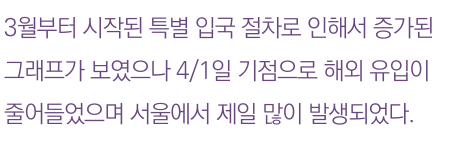 3월부터 시작된 특별 입국 절차로 인해서 증가된
그래프가 보였으나 4/1일 기점으로 해외 유입이
줄어들었으며 서울에서 제일 많이 발생되었다.